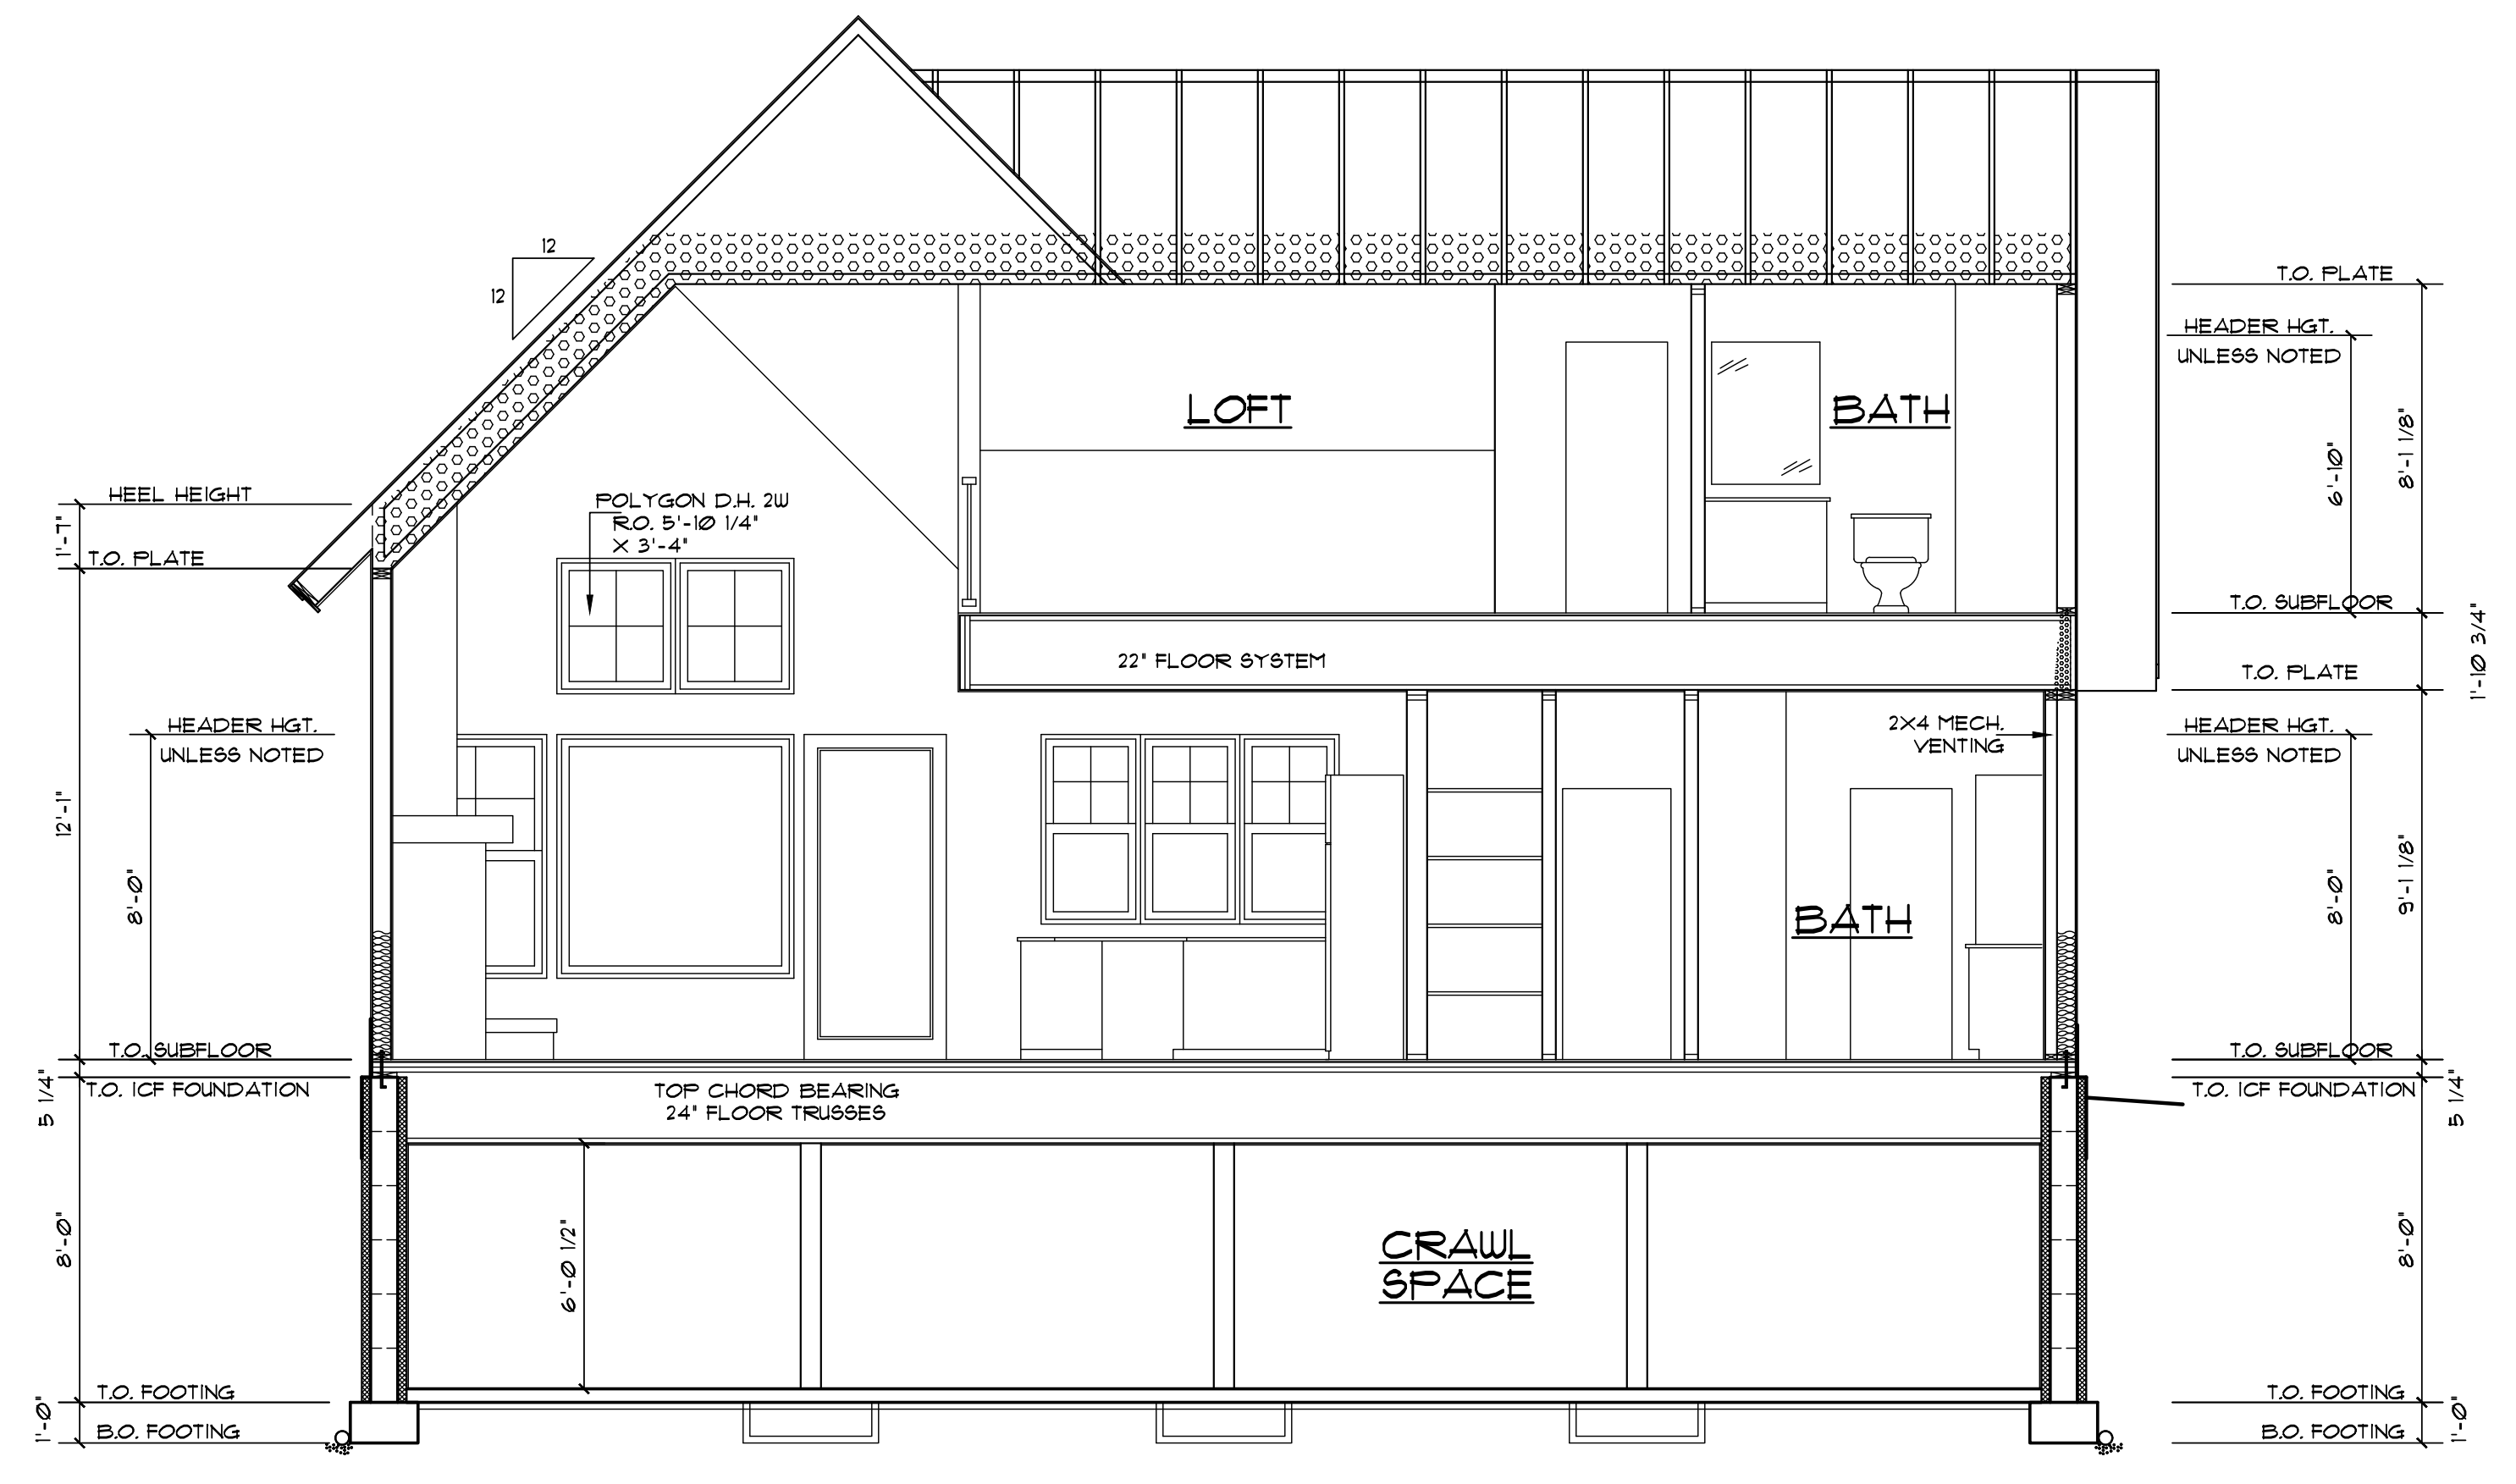 12
12
T.O. PLATE
HEADER HGT.
UNLESS NOTED
LOFT
BATH
8'-1 1/8"
6'-10"
HEEL HEIGHT
1'-7"
T.O. PLATE
POLYGON D.H. 2W
R.O. 5'-10 1/4"
X 3'-4"
T.O. SUBFLOOR
22" FLOOR SYSTEM
1'-10 3/4"
T.O. PLATE
HEADER HGT.
UNLESS NOTED
2X4 MECH.
VENTING
HEADER HGT.
UNLESS NOTED
12'-1"
8'-0"
BATH
8'-0"
9'-1 1/8"
T.O. SUBFLOOR
T.O. SUBFLOOR
5 1/4"
T.O. ICF FOUNDATION
TOP CHORD BEARING
24" FLOOR TRUSSES
T.O. ICF FOUNDATION
5 1/4"
8'-0"
6'-0 1/2"
CRAWL
SPACE
8'-0"
T.O. FOOTING
T.O. FOOTING
1'-0"
B.O. FOOTING
B.O. FOOTING
1'-0"